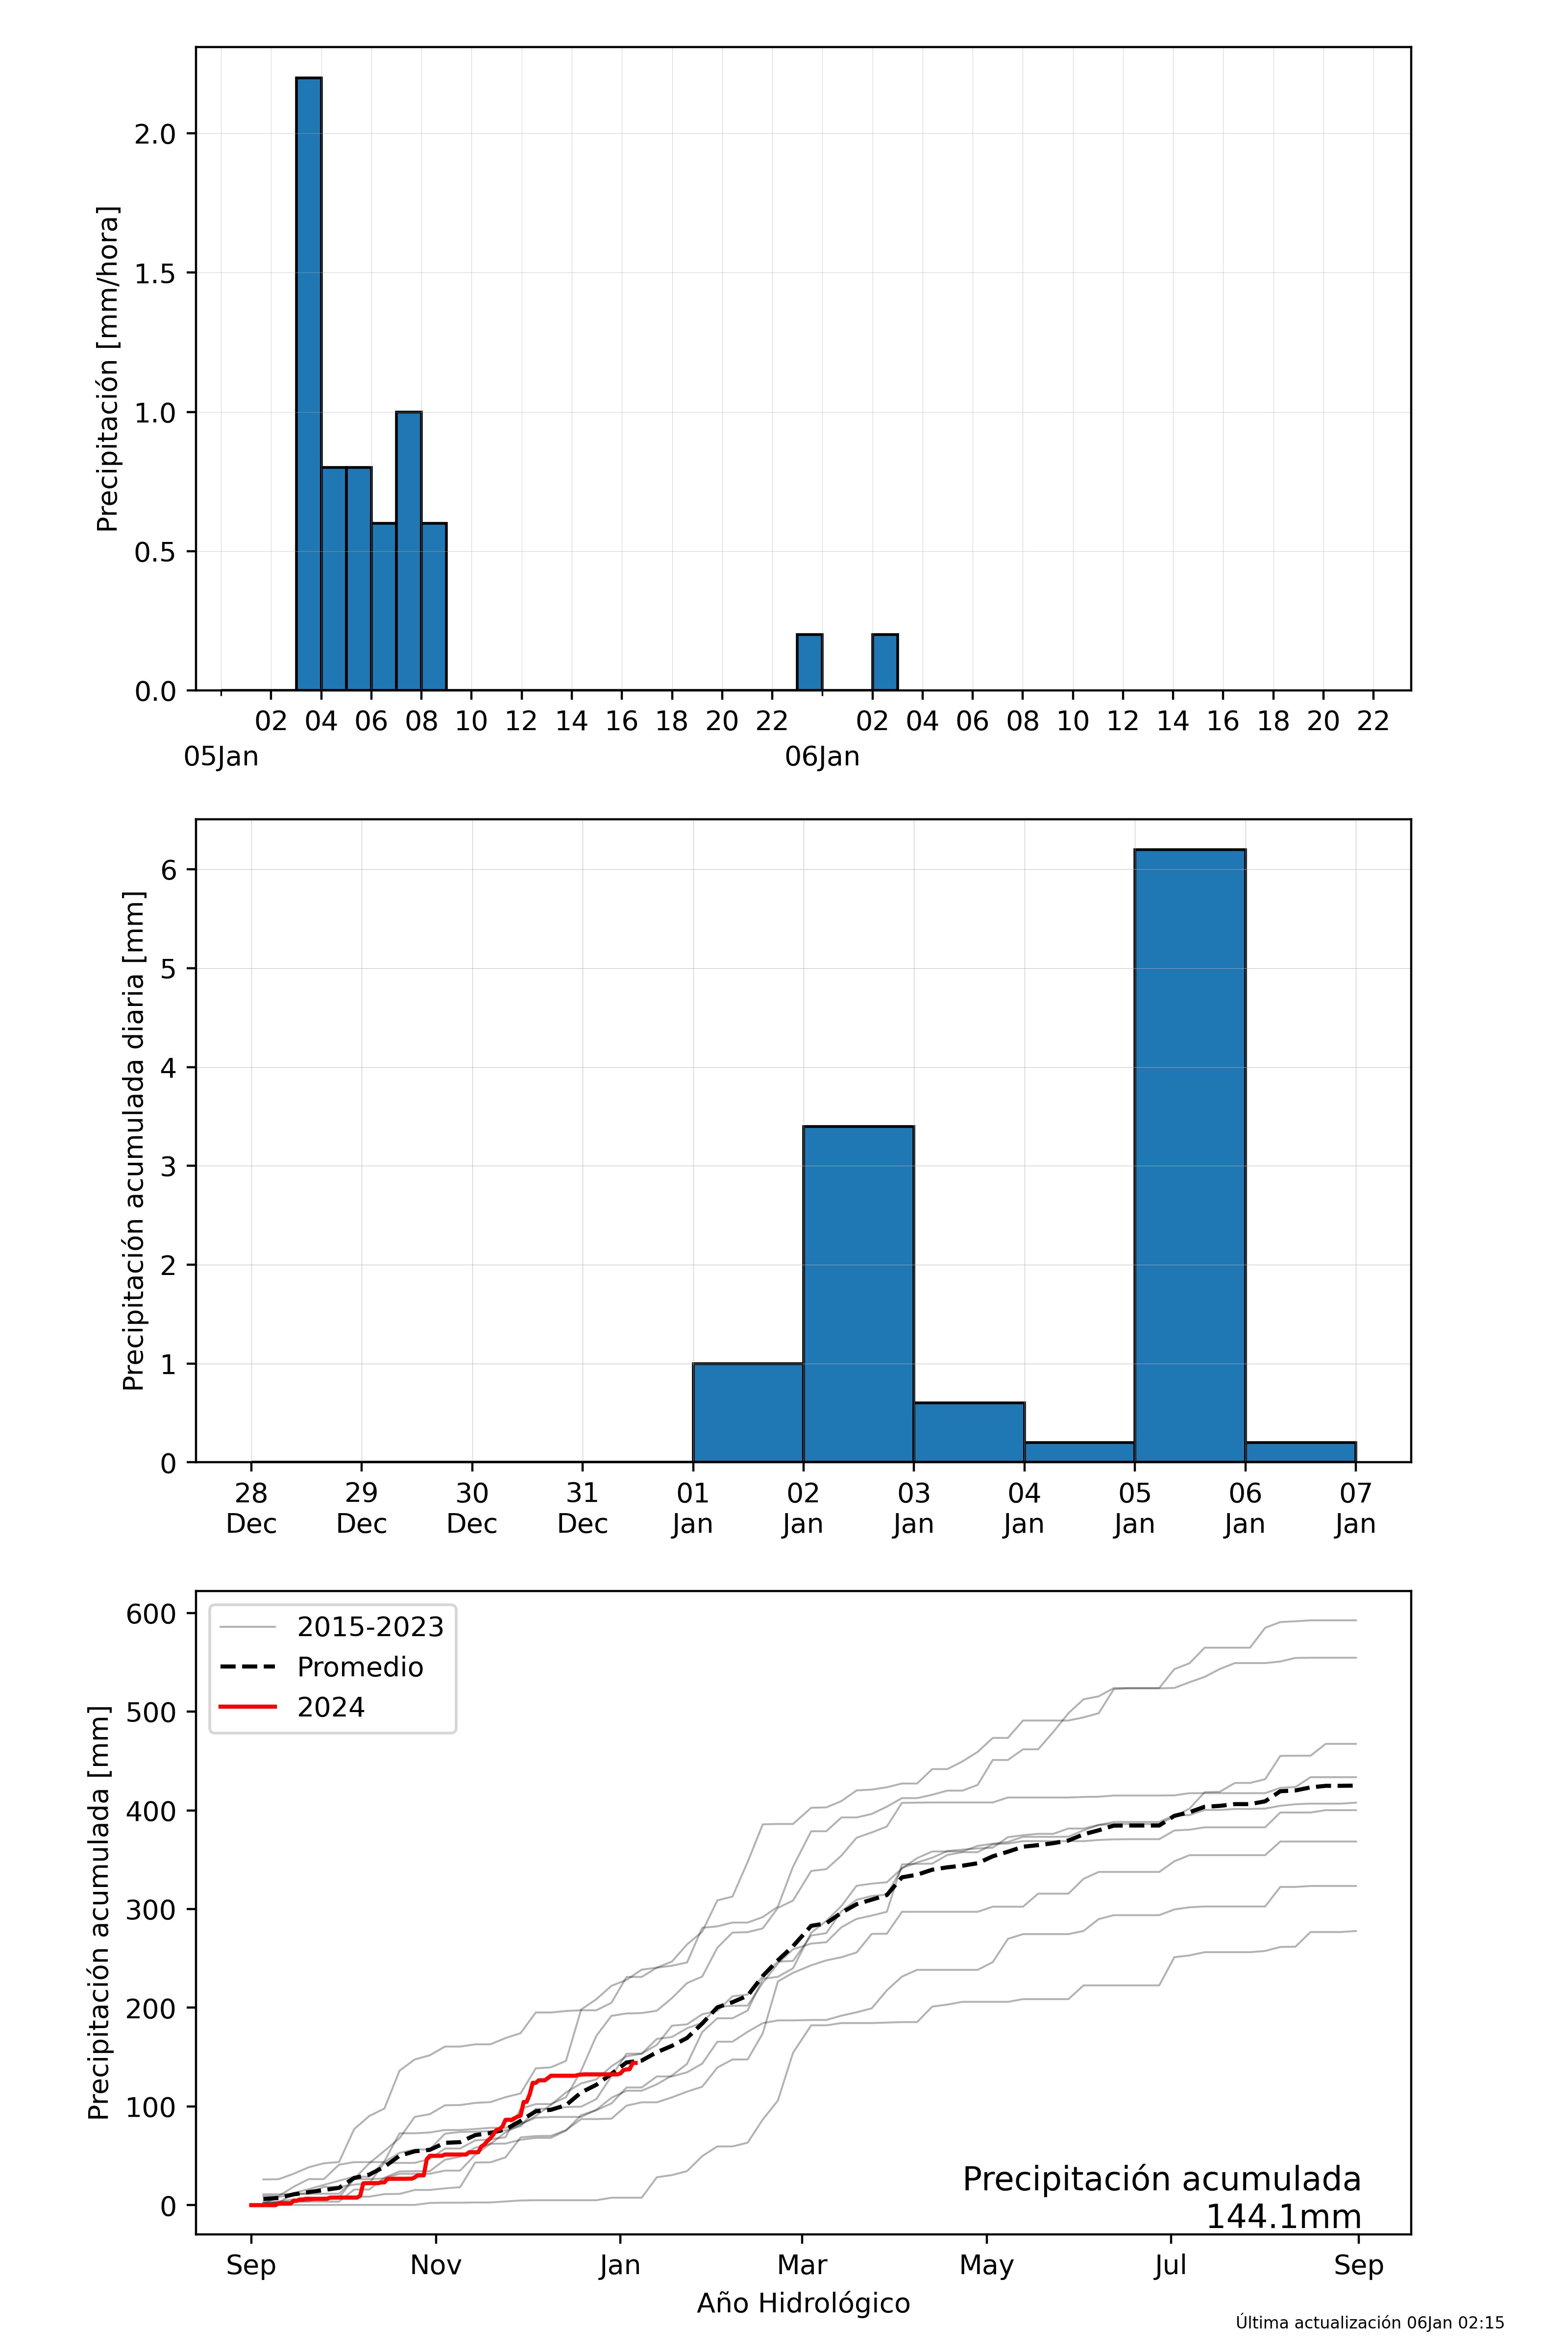 Precipitación [mm/hora]
2.0
1.5
1.0
0.5
0.0
02 04 06 08 10 12 14 16 18 20 22 02 04 06 08 10 12 14 16 18 20 22
05Jan 06Jan
Precipitación acumulada diaria [mm]
6
5
4
3
2
1
0
28 29 30 31 01 02 03 04 05 06 07
Dec Dec Dec Dec Jan Jan Jan Jan Jan Jan Jan
Precipitación acumulada [mm]
600
500
400
300
200
100
0
2015-2023
Promedio
2024
Precipitación acumulada
144.1mm
Sep Nov Jan Mar May Jul Sep
Año Hidrológico
Última actualización 06Jan 02:15